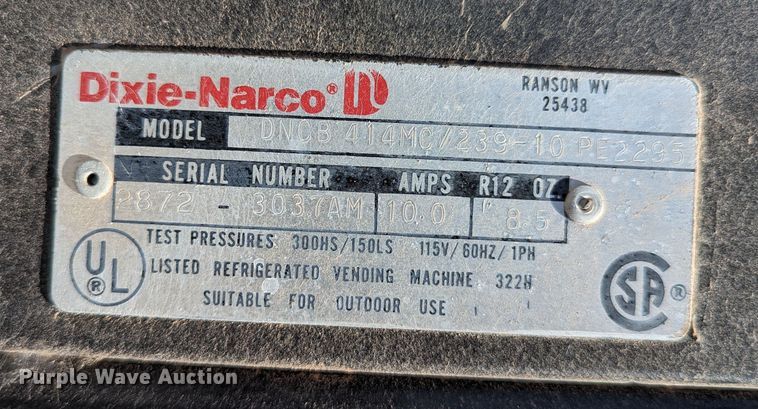 Dixie-Narco®
RANSON WV
25438
MODEL DNCB 414MC/239-10 PE2295
SERIAL NUMBER AMPS R12 OZ.
2872 - 3037AM 10.0 8.5
TEST PRESSURES 300HS/150LS 115V/60HZ/1PH
LISTED REFRIGERATED VENDING MACHINE 322H
SUITABLE FOR OUTDOOR USE
UL ®
CSA ®
Purple Wave Auction